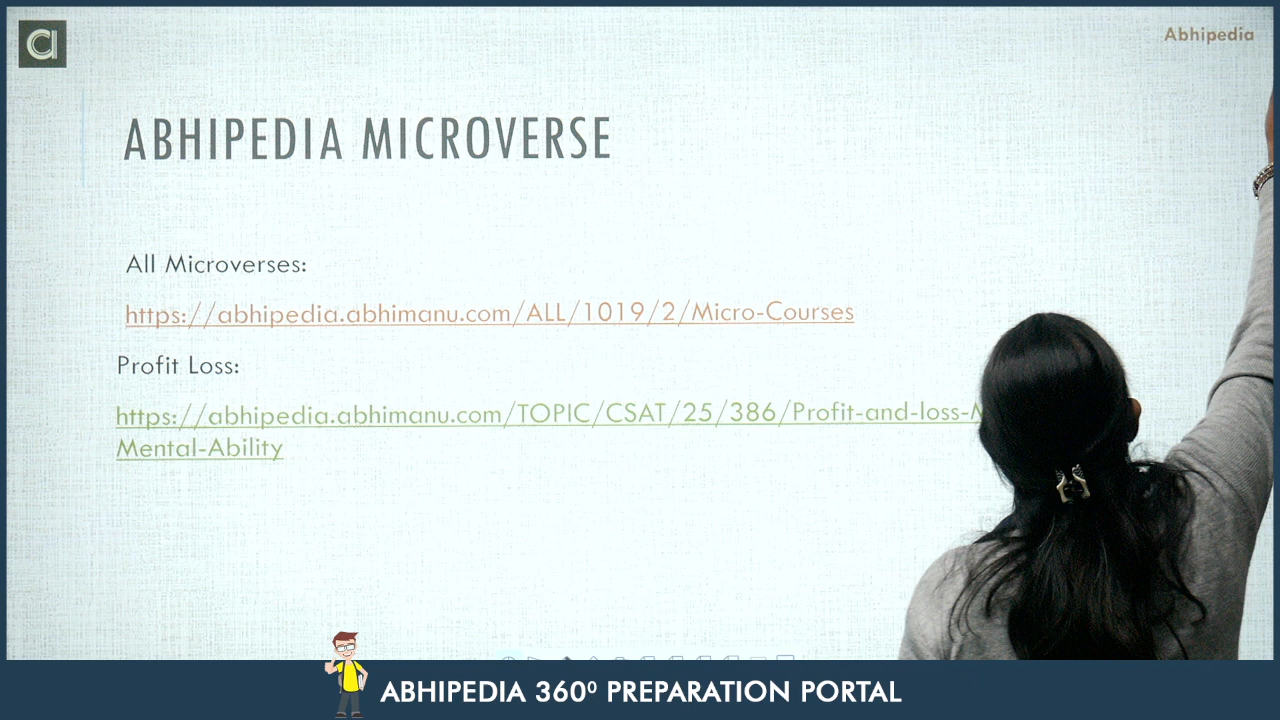 Abhipedia
ABHIPEDIA MICROVERSE
All Microverses:
https://abhipedia.abhimanu.com/ALL/1019/2/Micro-Courses
Profit Loss:
https://abhipedia.abhimanu.com/TOPIC/CSAT/25/386/Profit-and-loss-
Mental-Ability
ABHIPEDIA 360⁰ PREPARATION PORTAL